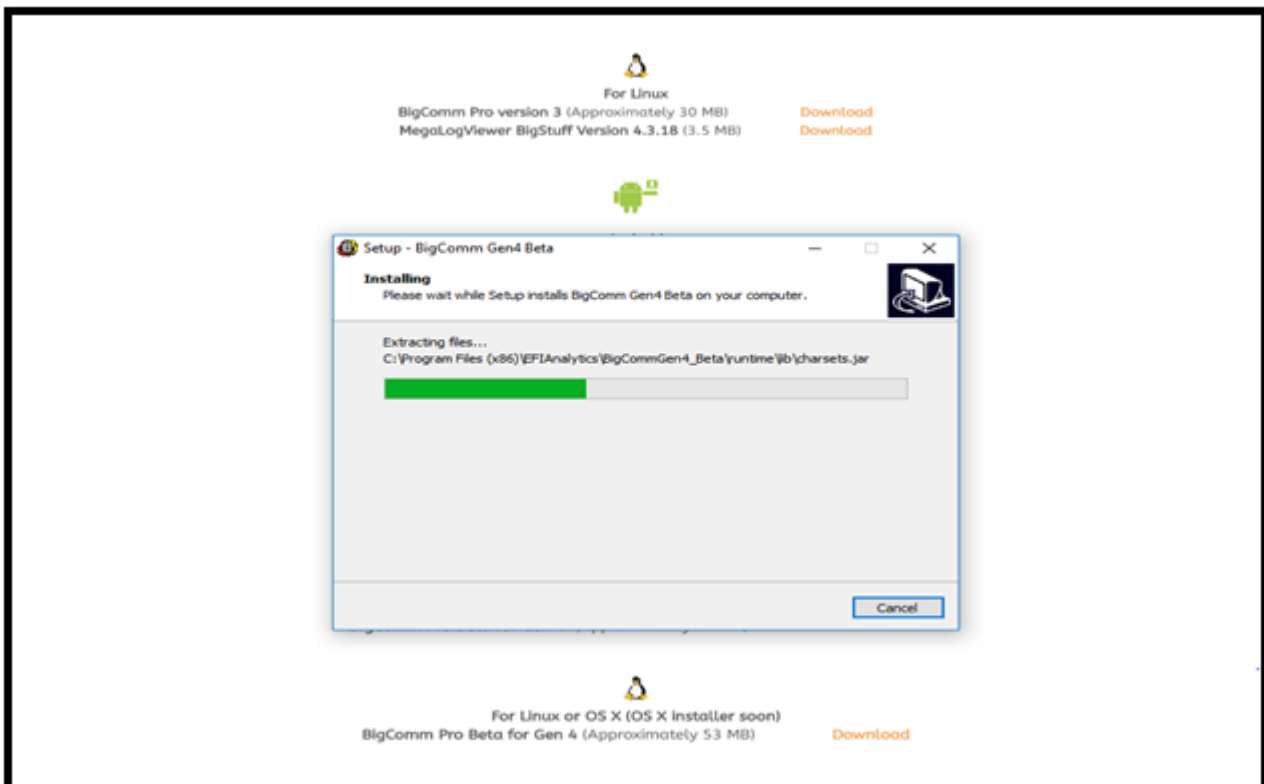 For Linux
BigComm Pro version 3 (Approximately 30 MB) Download
MegaLogViewer BigStuff Version 4.3.18 (3.5 MB) Download
Setup - BigComm Gen4 Beta
Installing
Please wait while Setup installs BigComm Gen4 Beta on your computer.
Extracting files...
C:\Program Files (x86)\EFIAnalytics\BigCommGen4_Beta\runtime\lib\charsets.jar
Cancel
For Linux or OS X (OS X installer soon)
BigComm Pro Beta for Gen 4 (Approximately 53 MB) Download